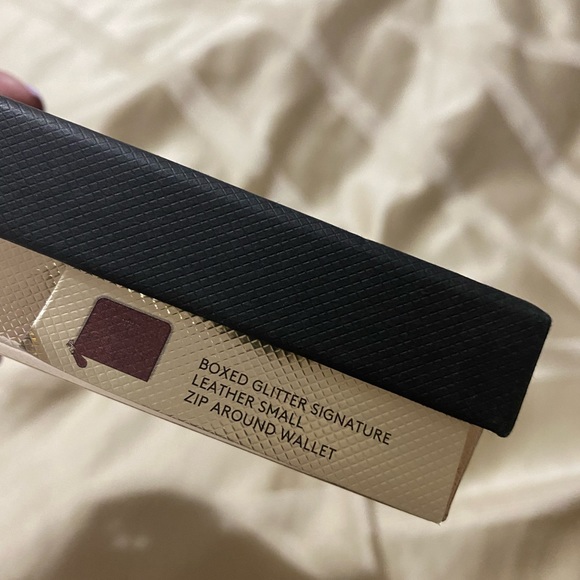 BOXED GLITTER SIGNATURE
LEATHER SMALL
ZIP AROUND WALLET